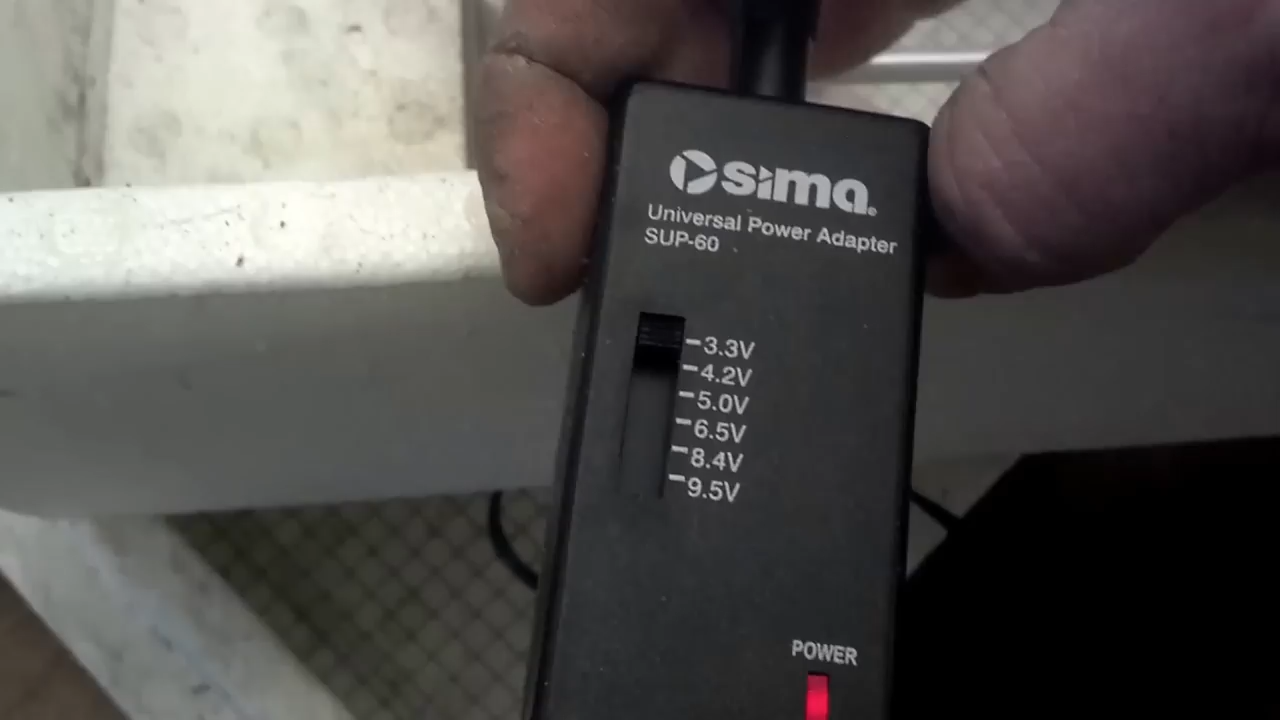 sima®
Universal Power Adapter
SUP-60
3.3V
4.2V
5.0V
6.5V
8.4V
9.5V
POWER